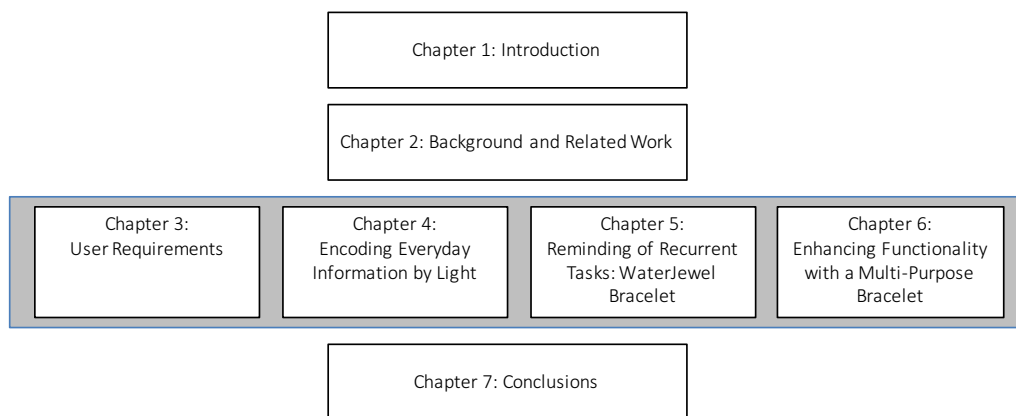 Chapter 1: Introduction
Chapter 2: Background and Related Work
Chapter 3:
User Requirements
Chapter 4:
Encoding Everyday
Information by Light
Chapter 5:
Reminding of Recurrent
Tasks: WaterJewel
Bracelet
Chapter 6:
Enhancing Functionality
with a Multi-Purpose
Bracelet
Chapter 7: Conclusions